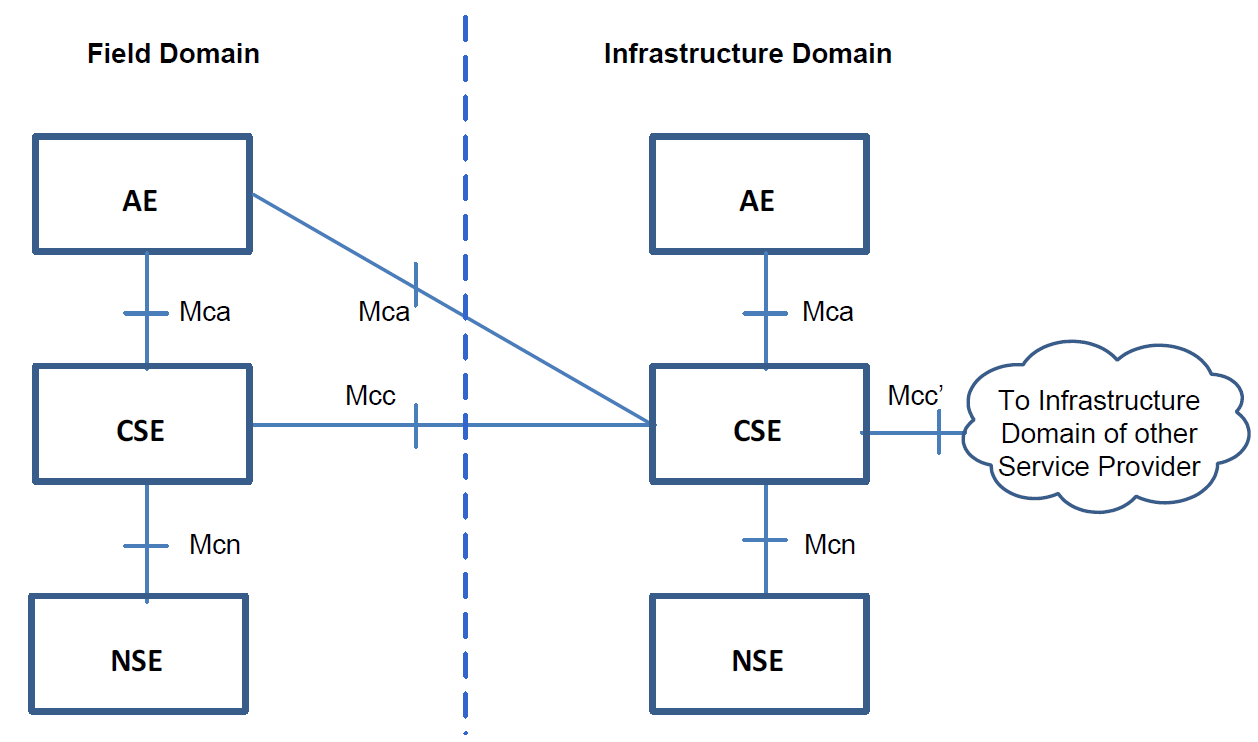 Field Domain
Infrastructure Domain
AE
AE
Mca
Mca
Mca
Mcc
Mcc’
CSE
CSE
To Infrastructure
Domain of other
Service Provider
Mcn
Mcn
NSE
NSE